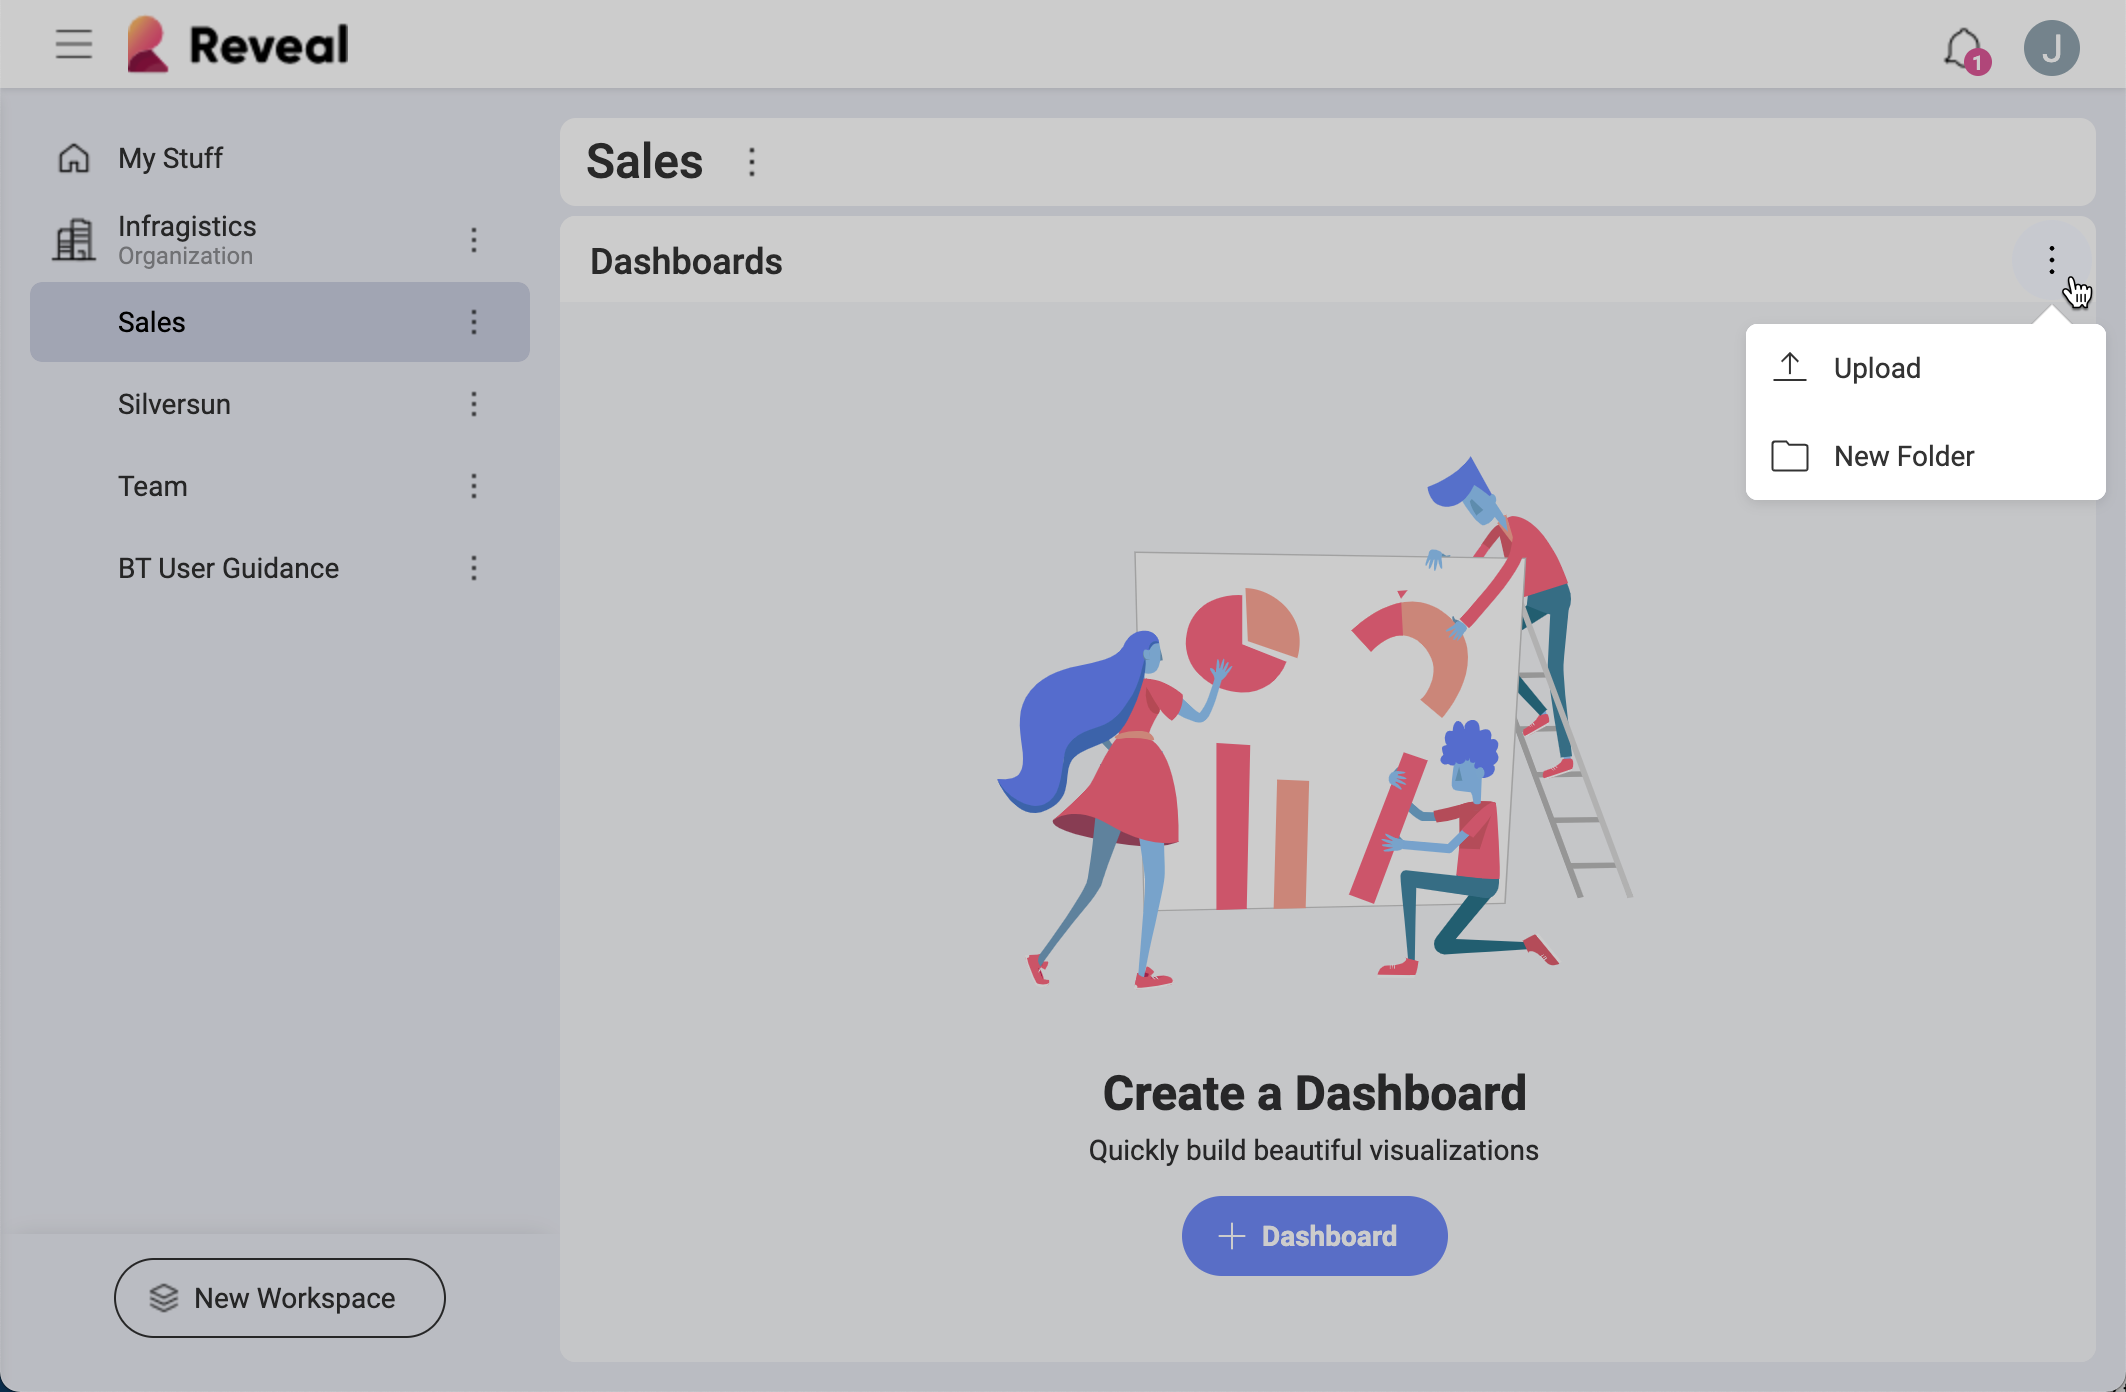 Reveal
1
J
My Stuff
Infragistics
Organization
Sales
Silversun
Team
BT User Guidance
New Workspace
Sales
Dashboards
Upload
New Folder
Create a Dashboard
Quickly build beautiful visualizations
Dashboard